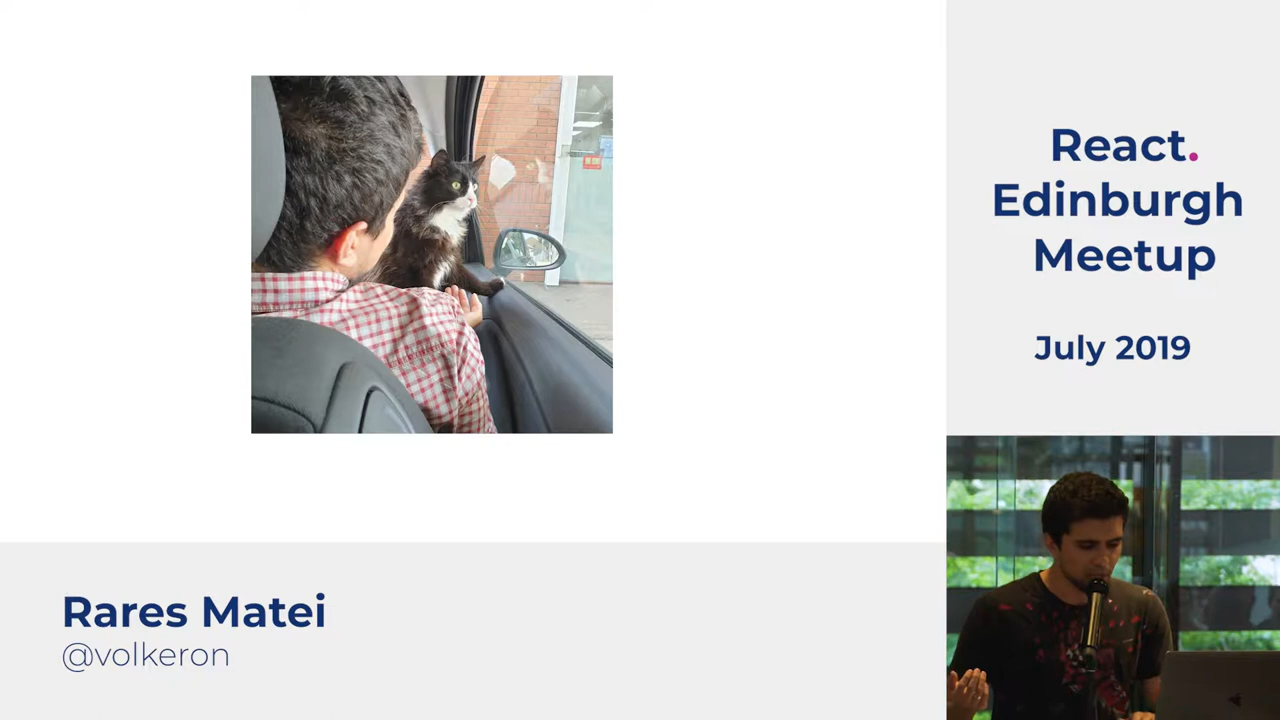 React.
Edinburgh
Meetup
July 2019
Rares Matei
@volkeron